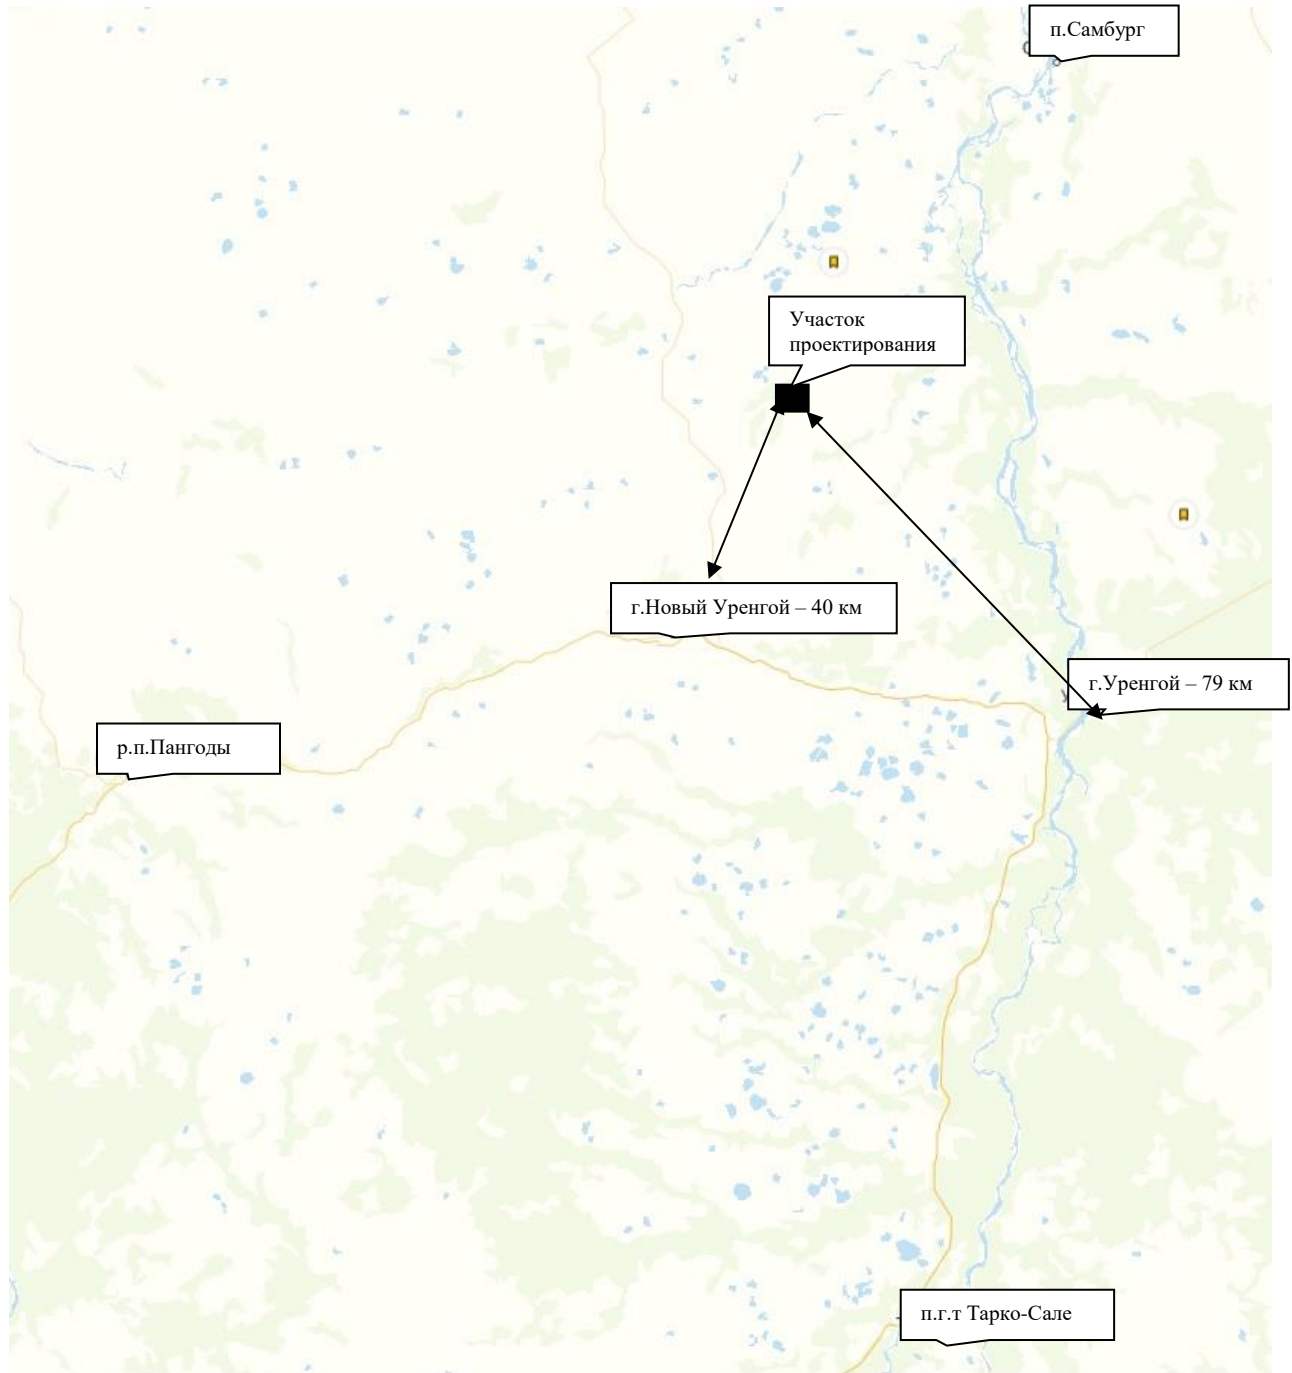 п.Самбург
Участок
проектирования
г.Новый Уренгой – 40 км
г.Уренгой – 79 км
р.п.Пангоды
п.г.т Тарко-Сале